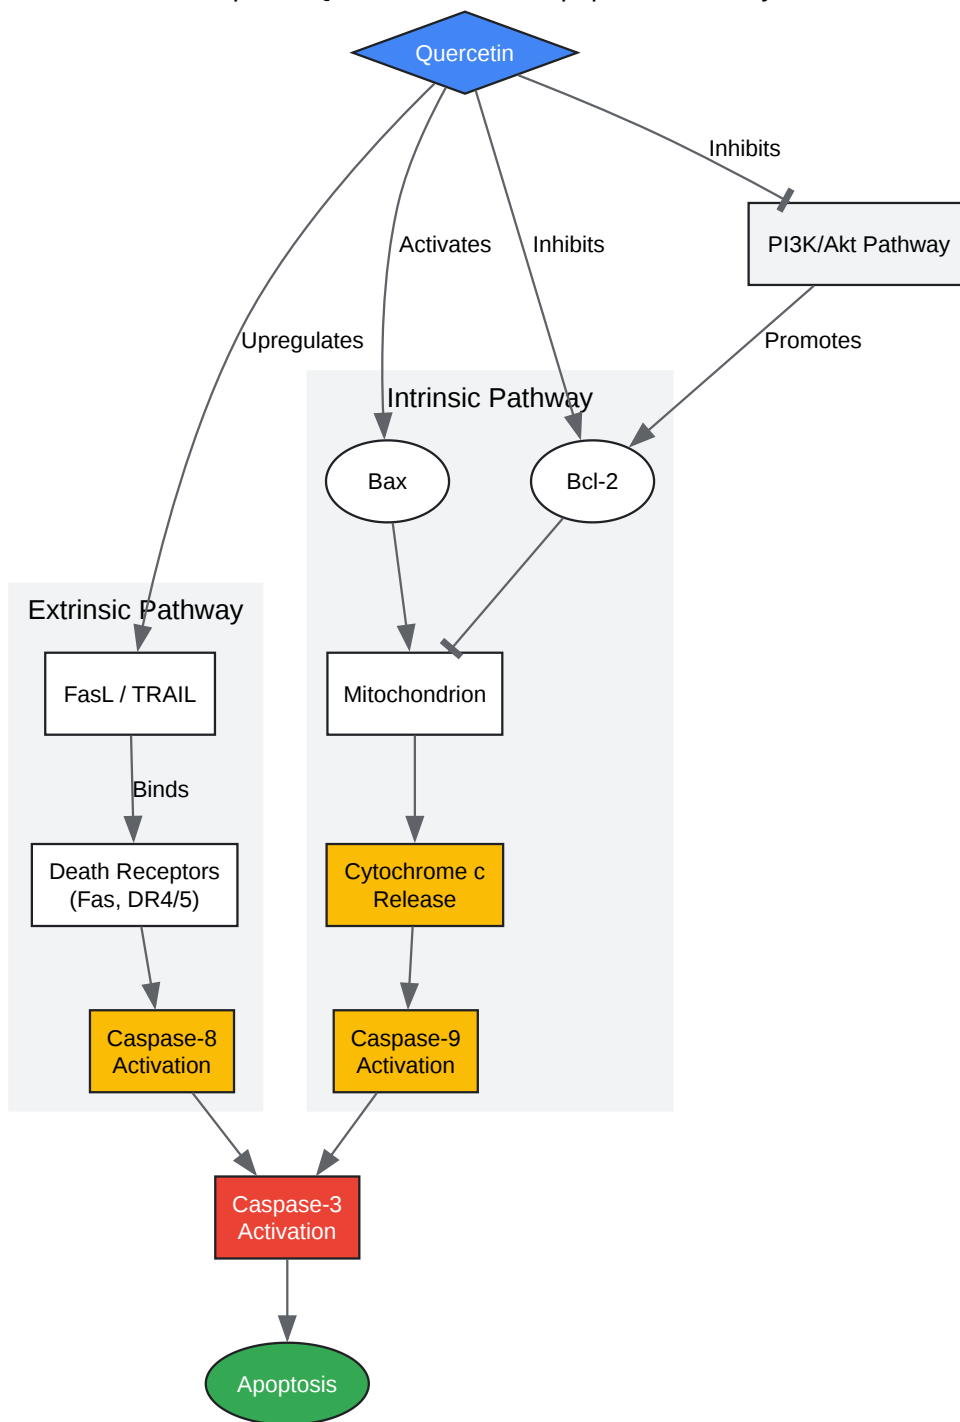 Quercetin
Inhibits
Activates
Inhibits
PI3K/Akt Pathway
Upregulates
Promotes
Intrinsic Pathway
Bax
Bcl-2
Extrinsic Pathway
FasL / TRAIL
Mitochondrion
Binds
Death Receptors
(Fas, DR4/5)
Cytochrome c
Release
Caspase-8
Activation
Caspase-9
Activation
Caspase-3
Activation
Apoptosis